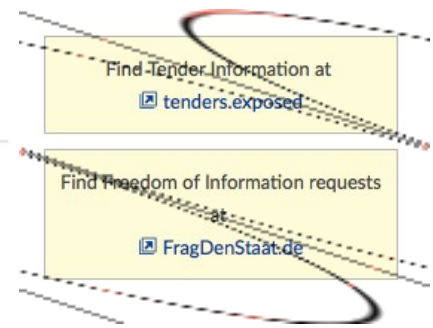 Find Tender Information at
tenders.exposed
Find Freedom of Information requests
at
FragDenStaat.de